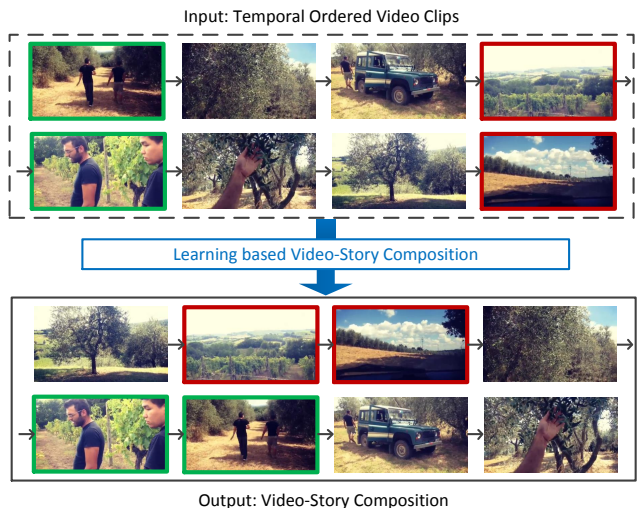 Input: Temporal Ordered Video Clips
Learning based Video-Story Composition
Output: Video-Story Composition